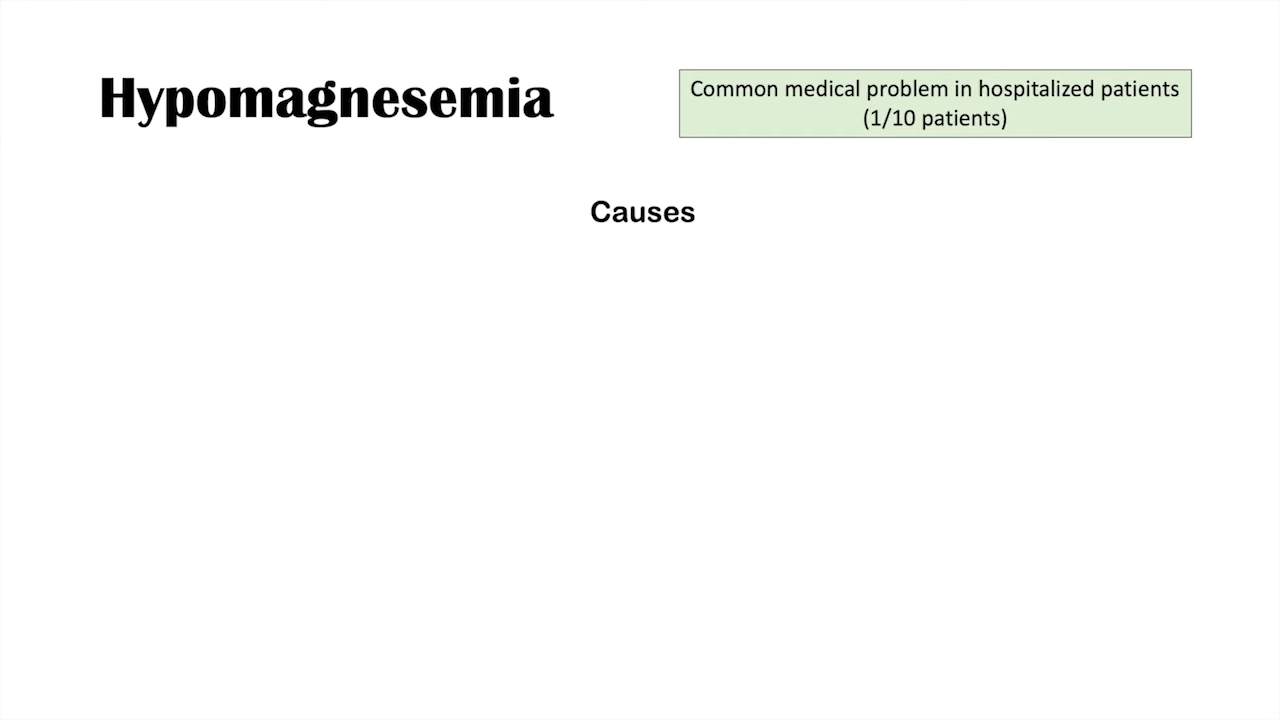 Hypomagnesemia
Common medical problem in hospitalized patients
(1/10 patients)
Causes